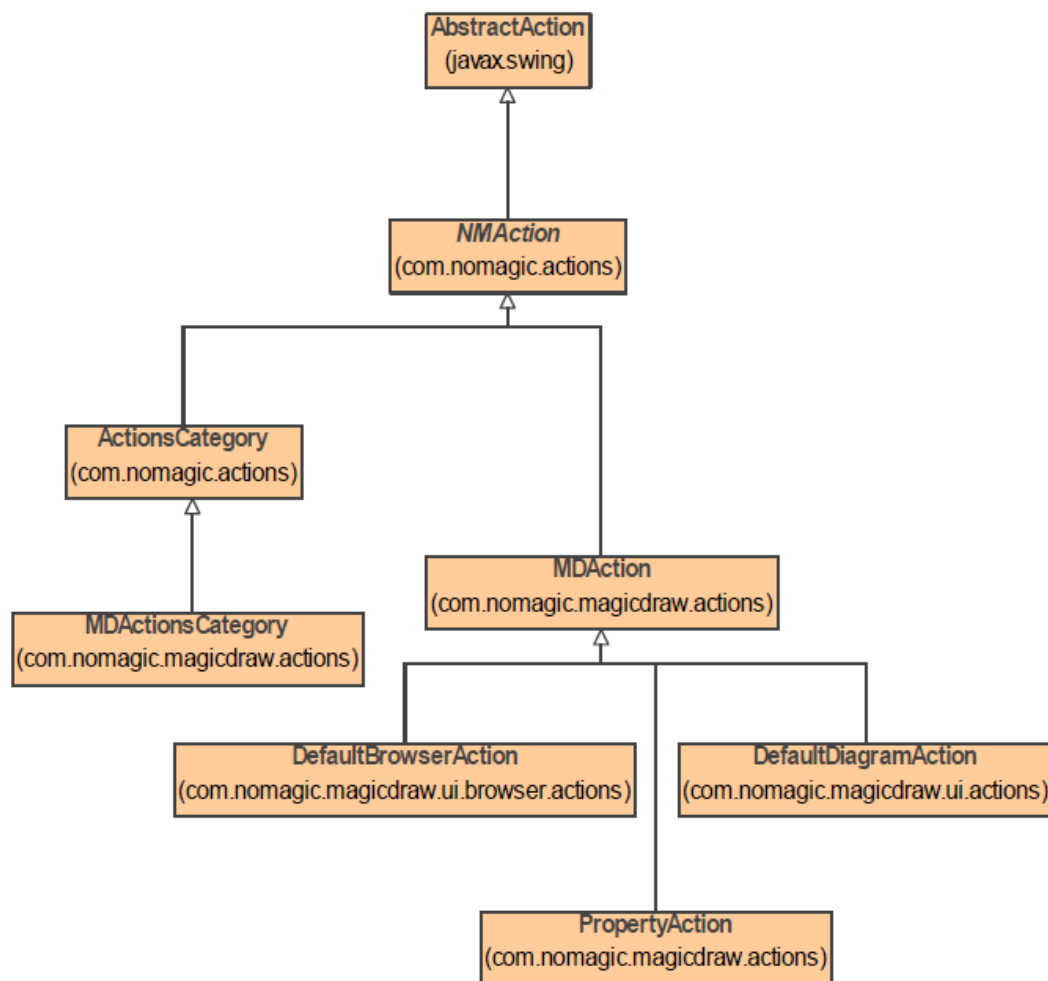 AbstractAction
(javax.swing)
NMAction
(com.nomagic.actions)
ActionsCategory
(com.nomagic.actions)
MDAction
(com.nomagic.magicdraw.actions)
MDActionsCategory
(com.nomagic.magicdraw.actions)
DefaultBrowserAction
(com.nomagic.magicdraw.ui.browser.actions)
DefaultDiagramAction
(com.nomagic.magicdraw.ui.actions)
PropertyAction
(com.nomagic.magicdraw.actions)